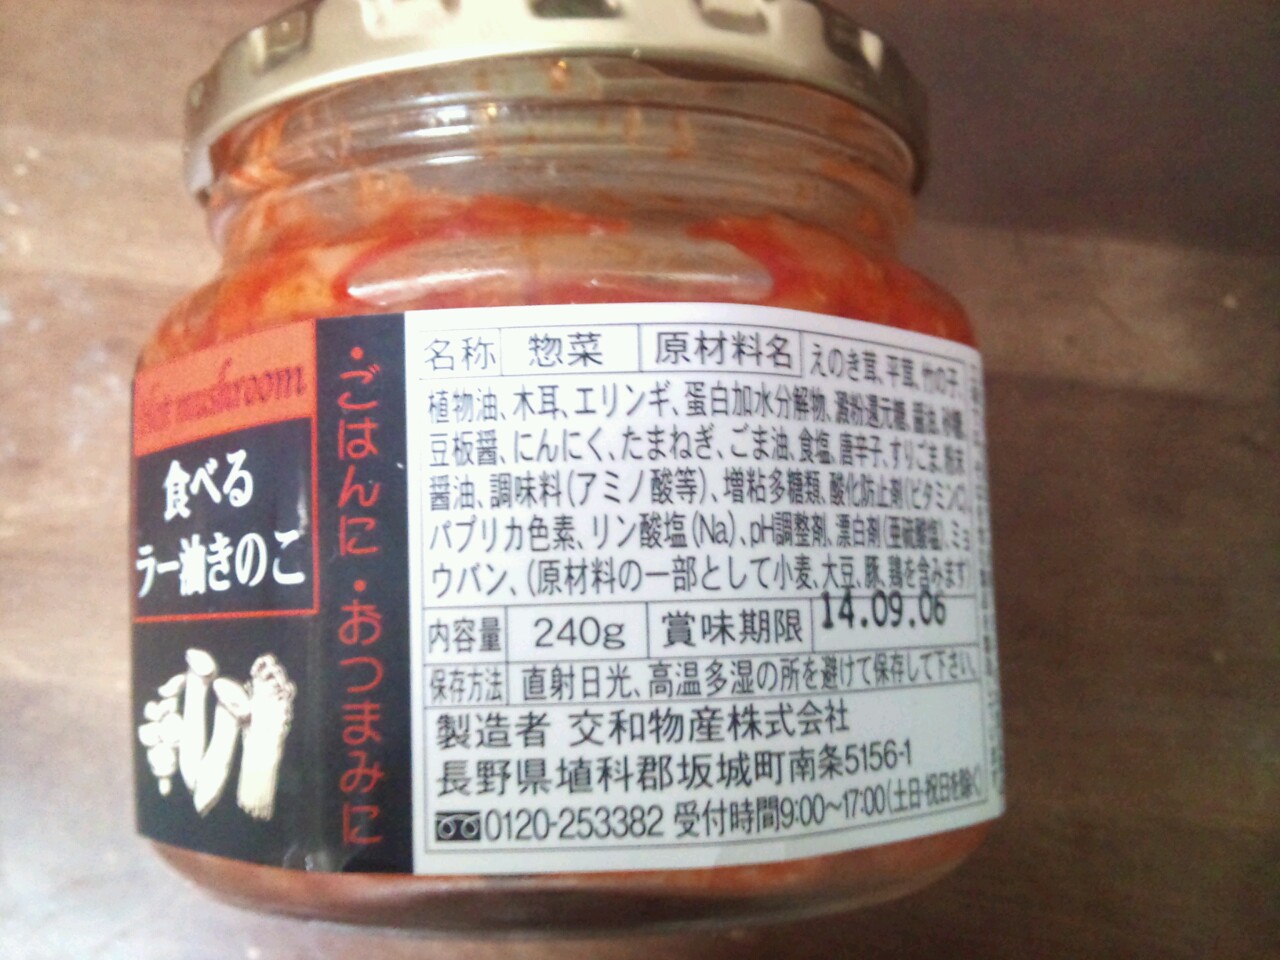 Hot mushroom
食べる
ラー油きのこ
・ごはんに・おつまみに
名称 惣菜 原材料名 えのき茸、平茸、竹の子、
植物油、木耳、エリンギ、蛋白加水分解物、澱粉還元糖、醤油、砂糖、
豆板醤、にんにく、たまねぎ、ごま油、食塩、唐辛子、すりごま、粉末
醤油、調味料(アミノ酸等)、増粘多糖類、酸化防止剤(ビタミンC)、
パプリカ色素、リン酸塩(Na)、pH調整剤、漂白剤(亜硫酸塩)、ミョ
ウバン、(原材料の一部として小麦、大豆、豚、鶏を含みます)
内容量 240g 賞味期限 14.09.06
保存方法 直射日光、高温多湿の所を避けて保存して下さい。
製造者 交和物産株式会社
長野県埴科郡坂城町南条5156-1
0120-253382 受付時間9:00～17:00(土日・祝日を除く)